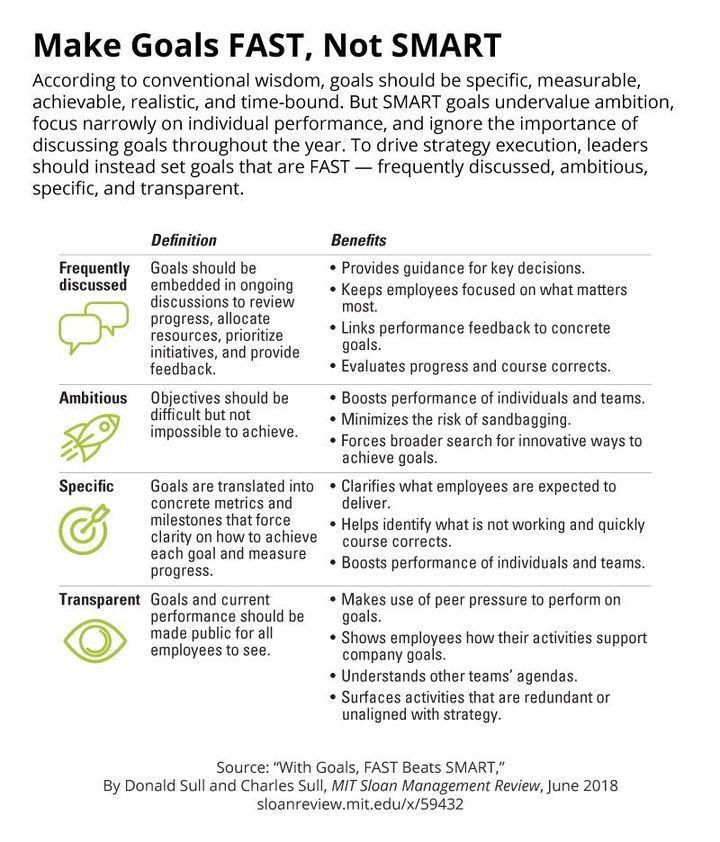 Make Goals FAST, Not SMART
According to conventional wisdom, goals should be specific, measurable,
achievable, realistic, and time-bound. But SMART goals undervalue ambition,
focus narrowly on individual performance, and ignore the importance of
discussing goals throughout the year. To drive strategy execution, leaders
should instead set goals that are FAST — frequently discussed, ambitious,
specific, and transparent.
Definition
Benefits
Frequently
discussed
Goals should be
embedded in ongoing
discussions to review
progress, allocate
resources, prioritize
initiatives, and provide
feedback.
• Provides guidance for key decisions.
• Keeps employees focused on what matters
most.
• Links performance feedback to concrete
goals.
• Evaluates progress and course corrects.
Ambitious
Objectives should be
difficult but not
impossible to achieve.
• Boosts performance of individuals and teams.
• Minimizes the risk of sandbagging.
• Forces broader search for innovative ways to
achieve goals.
Specific
Goals are translated into
concrete metrics and
milestones that force
clarity on how to achieve
each goal and measure
progress.
• Clarifies what employees are expected to
deliver.
• Helps identify what is not working and quickly
course corrects.
• Boosts performance of individuals and teams.
Transparent
Goals and current
performance should be
made public for all
employees to see.
• Makes use of peer pressure to perform on
goals.
• Shows employees how their activities support
company goals.
• Understands other teams’ agendas.
• Surfaces activities that are redundant or
unaligned with strategy.
Source: “With Goals, FAST Beats SMART,”
By Donald Sull and Charles Sull, MIT Sloan Management Review, June 2018
sloanreview.mit.edu/x/59432